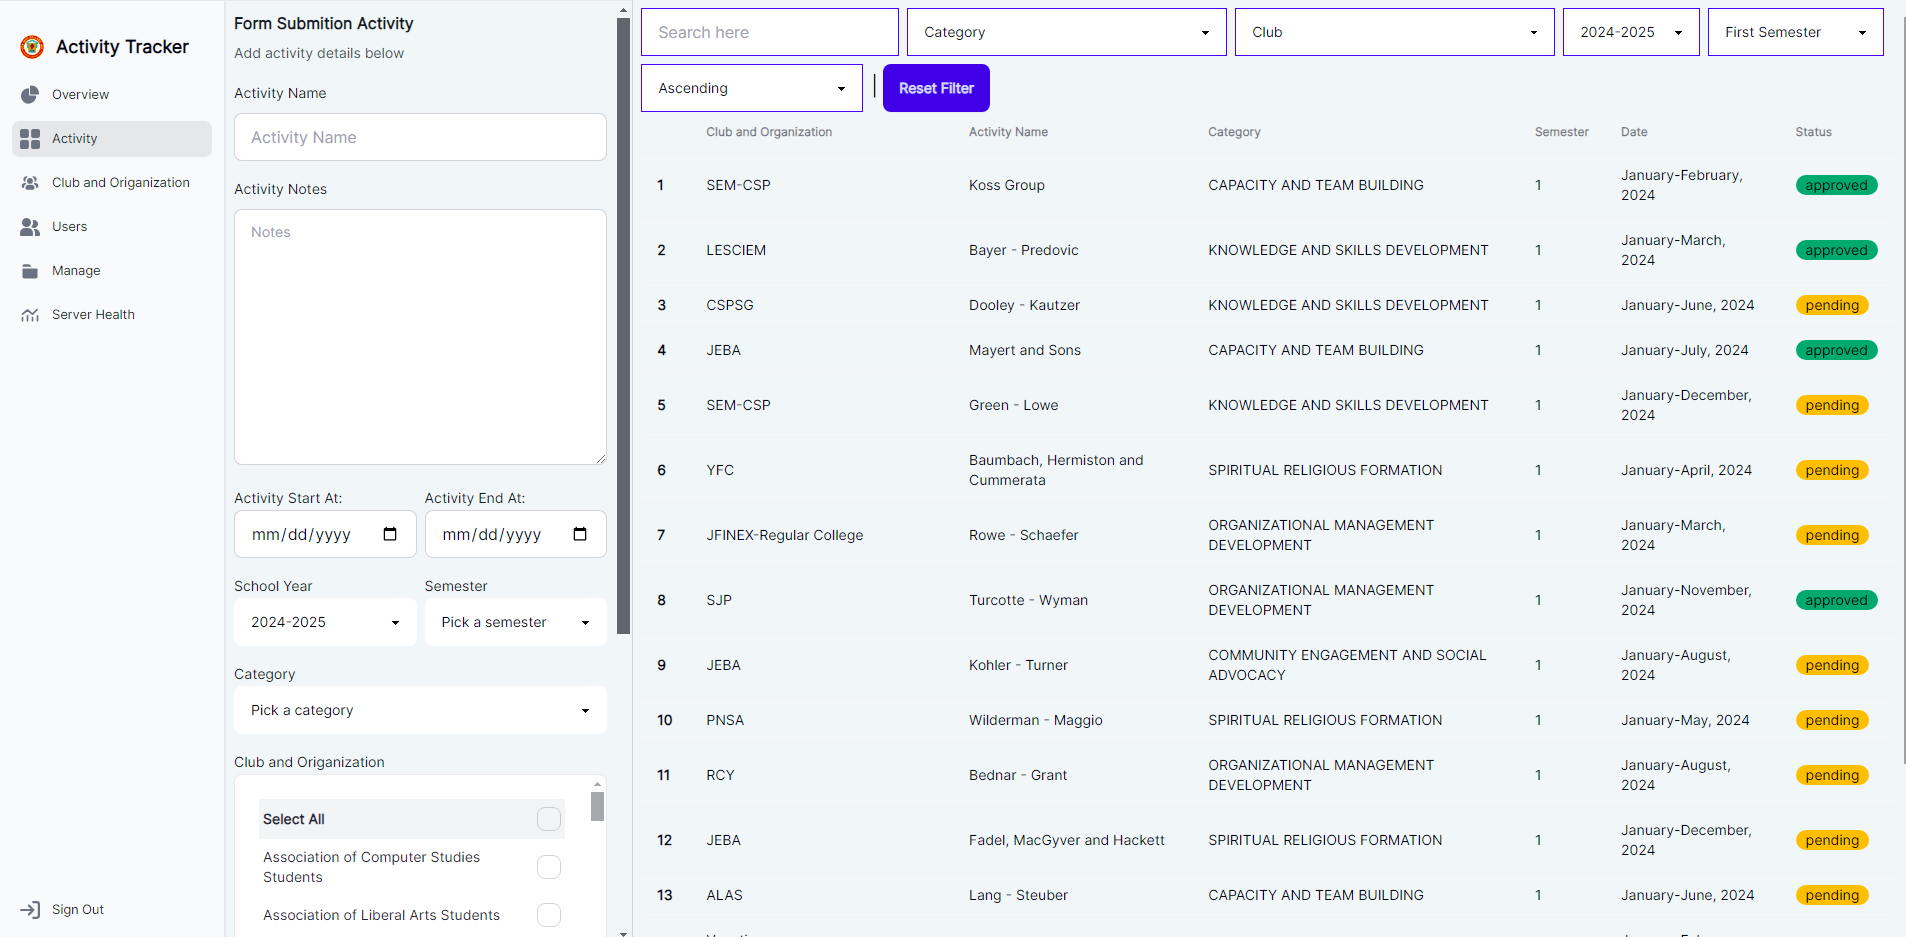 Activity Tracker
Overview
Activity
Club and Origanization
Users
Manage
Server Health
Sign Out
Form Submition Activity
Add activity details below
Activity Name
Activity Name
Activity Notes
Notes
Activity Start At: Activity End At:
mm/dd/yyyy mm/dd/yyyy
School Year Semester
2024-2025 Pick a semester
Category
Pick a category
Club and Origanization
Select All
Association of Computer Studies
Students
Association of Liberal Arts Students
Search here Category Club 2024-2025 First Semester
Ascending | Reset Filter
Club and Organization Activity Name Category Semester Date Status
1 SEM-CSP Koss Group CAPACITY AND TEAM BUILDING 1 January-February,
2024 approved
2 LESCIEM Bayer - Predovic KNOWLEDGE AND SKILLS DEVELOPMENT 1 January-March,
2024 approved
3 CSPSG Dooley - Kautzer KNOWLEDGE AND SKILLS DEVELOPMENT 1 January-June, 2024 pending
4 JEBA Mayert and Sons CAPACITY AND TEAM BUILDING 1 January-July, 2024 approved
5 SEM-CSP Green - Lowe KNOWLEDGE AND SKILLS DEVELOPMENT 1 January-December,
2024 pending
6 YFC Baumbach, Hermiston and
Cummerata SPIRITUAL RELIGIOUS FORMATION 1 January-April, 2024 pending
7 JFINEX-Regular College Rowe - Schaefer ORGANIZATIONAL MANAGEMENT
DEVELOPMENT 1 January-March,
2024 pending
8 SJP Turcotte - Wyman ORGANIZATIONAL MANAGEMENT
DEVELOPMENT 1 January-November,
2024 approved
9 JEBA Kohler - Turner COMMUNITY ENGAGEMENT AND SOCIAL
ADVOCACY 1 January-August,
2024 pending
10 PNSA Wilderman - Maggio SPIRITUAL RELIGIOUS FORMATION 1 January-May, 2024 pending
11 RCY Bednar - Grant ORGANIZATIONAL MANAGEMENT
DEVELOPMENT 1 January-August,
2024 pending
12 JEBA Fadel, MacGyver and Hackett SPIRITUAL RELIGIOUS FORMATION 1 January-December,
2024 pending
13 ALAS Lang - Steuber CAPACITY AND TEAM BUILDING 1 January-June, 2024 pending